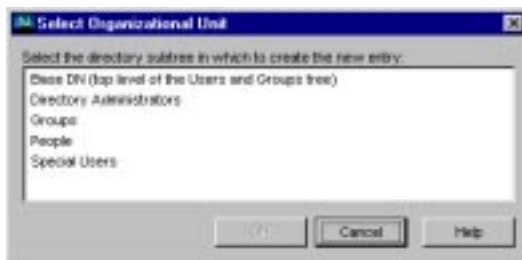 Select Organizational Unit
Select the directory subtree in which to create the new entry:
Base DN (top level of the Users and Groups tree)
Directory Administrators
Groups
People
Special Users
OK Cancel Help